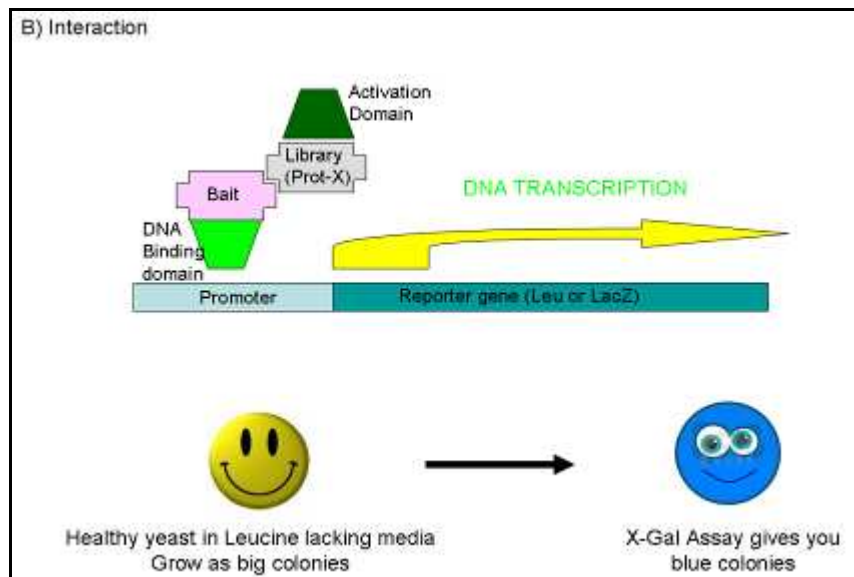 B) Interaction
Activation
Domain
Library
(Prot-X)
DNA TRANSCRIPTION
Bait
DNA
Binding
domain
Promoter
Reporter gene (Leu or LacZ)
Healthy yeast in Leucine lacking media
Grow as big colonies
X-Gal Assay gives you
blue colonies